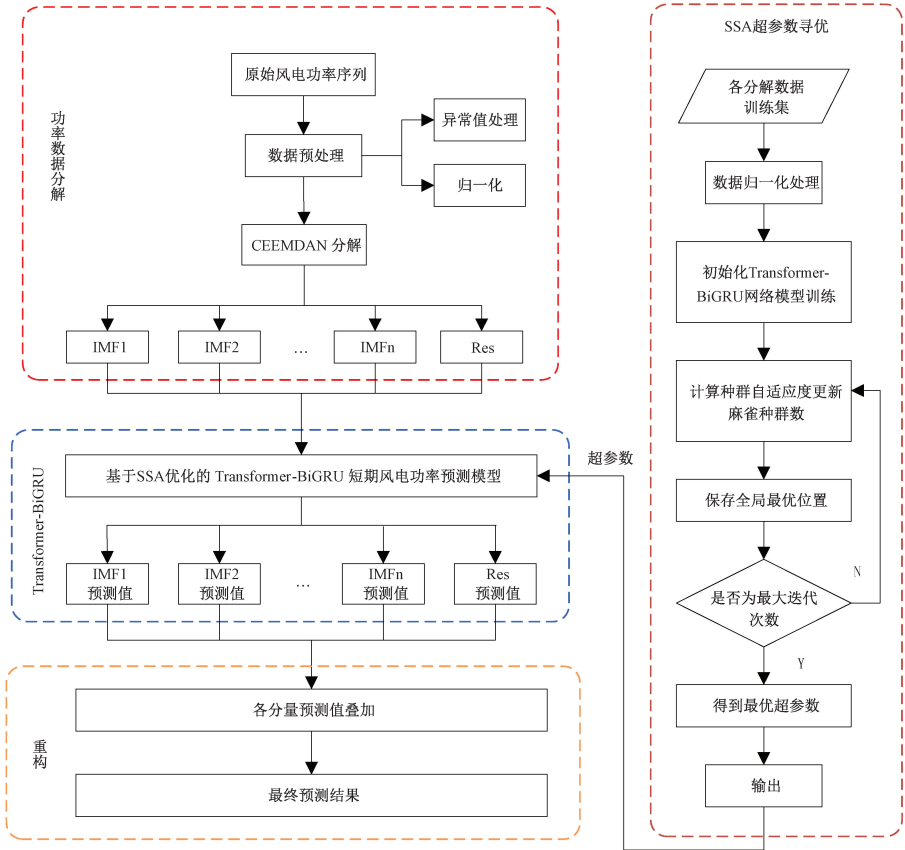 功率数据分解
原始风电功率序列
数据预处理
异常值处理
归一化
CEEMDAN 分解
IMF1
IMF2
...
IMFn
Res
Transformer-BiGRU
基于SSA优化的 Transformer-BiGRU 短期风电功率预测模型
IMF1
预测值
IMF2
预测值
...
IMFn
预测值
Res
预测值
重构
各分量预测值叠加
最终预测结果
超参数
SSA超参数寻优
各分解数据
训练集
数据归一化处理
初始化Transformer-
BiGRU网络模型训练
计算种群自适应度更新
麻雀种群数
保存全局最优位置
是否为最大迭代
次数
N
Y
得到最优超参数
输出